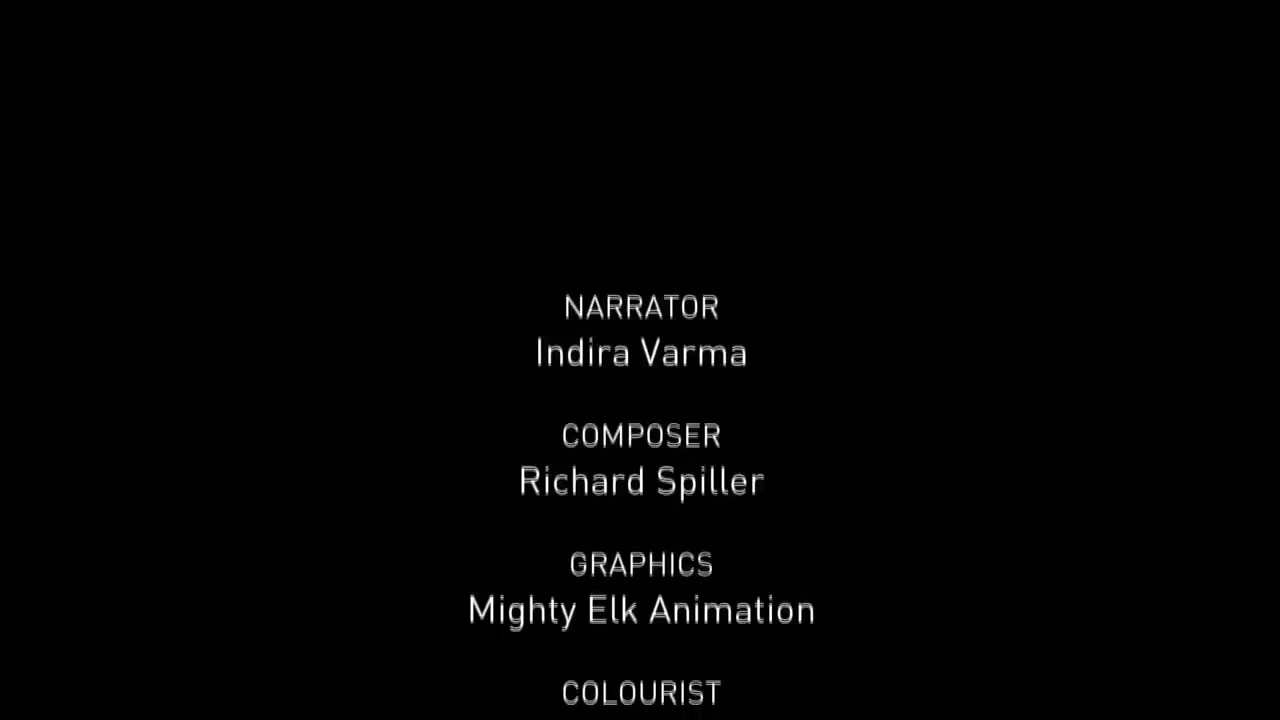 NARRATOR
Indira Varma
COMPOSER
Richard Spiller
GRAPHICS
Mighty Elk Animation
COLOURIST